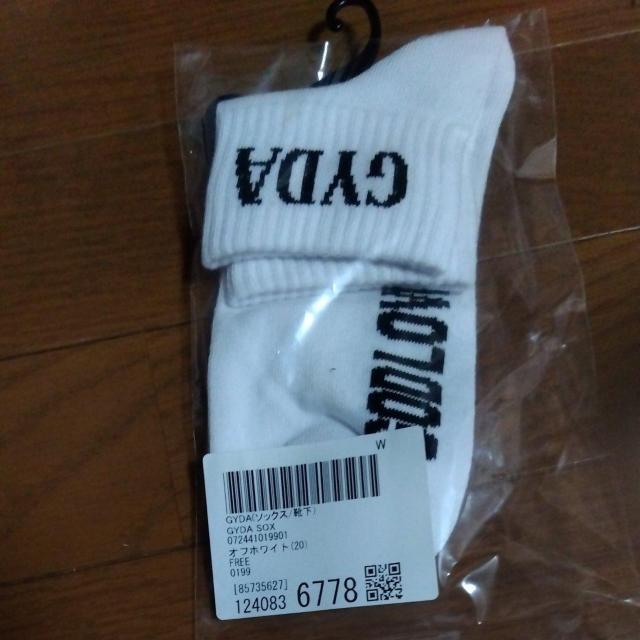 GYDA
W
GYDA(ソックス/靴下)
GYDA SOX
072441019901
オフホワイト(20)
FREE
0199
[85735627]
124083 6778